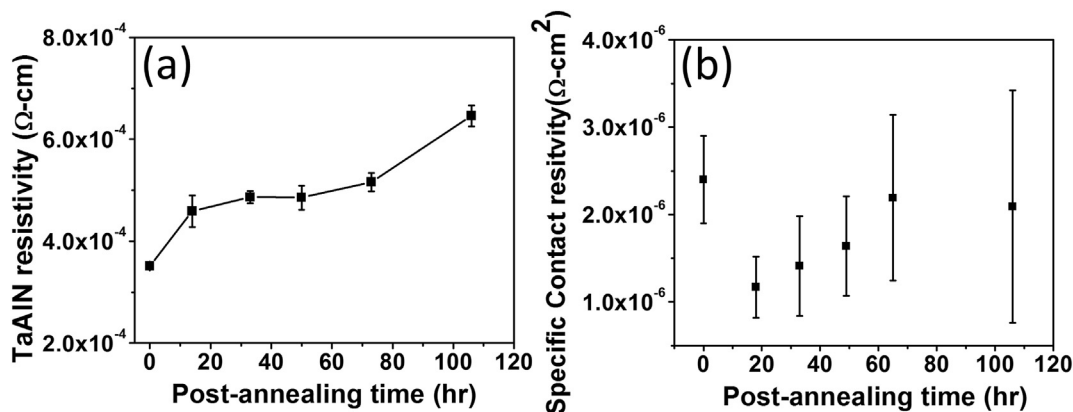 (a)
TaAlN resistivity (Ω-cm)
8.0x10⁻⁴
6.0x10⁻⁴
4.0x10⁻⁴
2.0x10⁻⁴
0 20 40 60 80 100 120
Post-annealing time (hr)
(b)
Specific Contact resitvity(Ω-cm²)
4.0x10⁻⁶
3.0x10⁻⁶
2.0x10⁻⁶
1.0x10⁻⁶
0 20 40 60 80 100 120
Post-annealing time (hr)